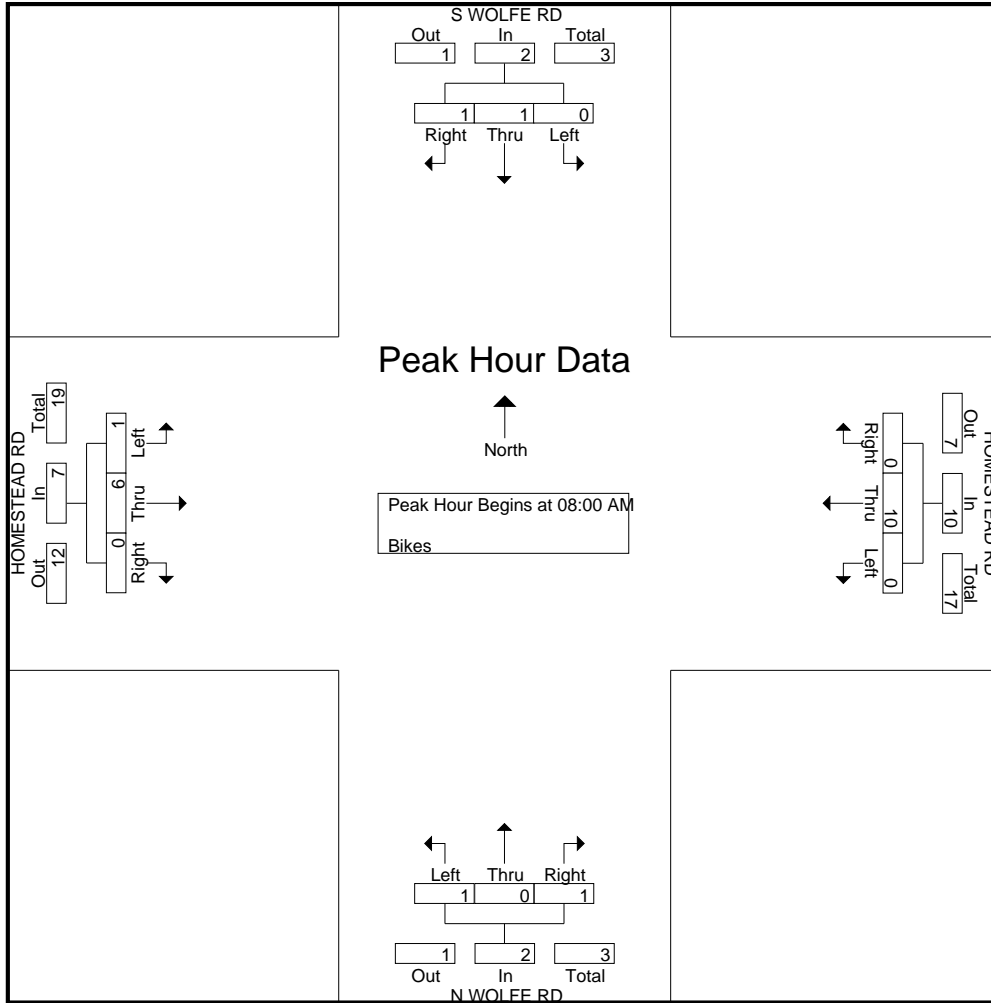 S WOLFE RD
Out In Total
1 2 3
1 1 0
Right Thru Left
Peak Hour Data
North
Peak Hour Begins at 08:00 AM
Bikes
HOMESTEAD RD
Out In Total
12 7 19
Left Thru Right
1 6 0
HOMESTEAD RD
Out In Total
7 10 17
Right Thru Left
0 10 0
Left Thru Right
1 0 1
1 2 3
Out In Total
N WOLFE RD